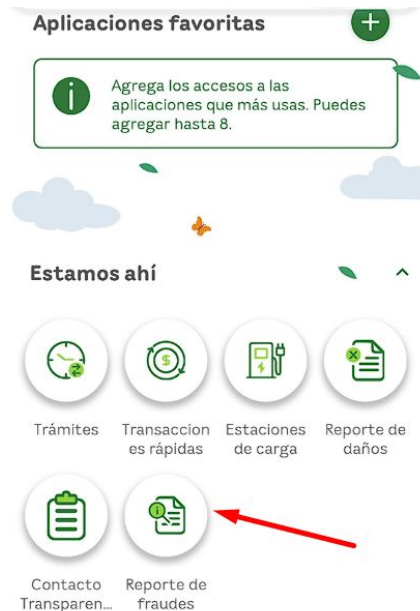 Aplicaciones favoritas
Agrega los accesos a las
aplicaciones que más usas. Puedes
agregar hasta 8.
Estamos ahí
Trámites
Transaccion
es rápidas
Estaciones
de carga
Reporte de
daños
Contacto
Transparen...
Reporte de
fraudes